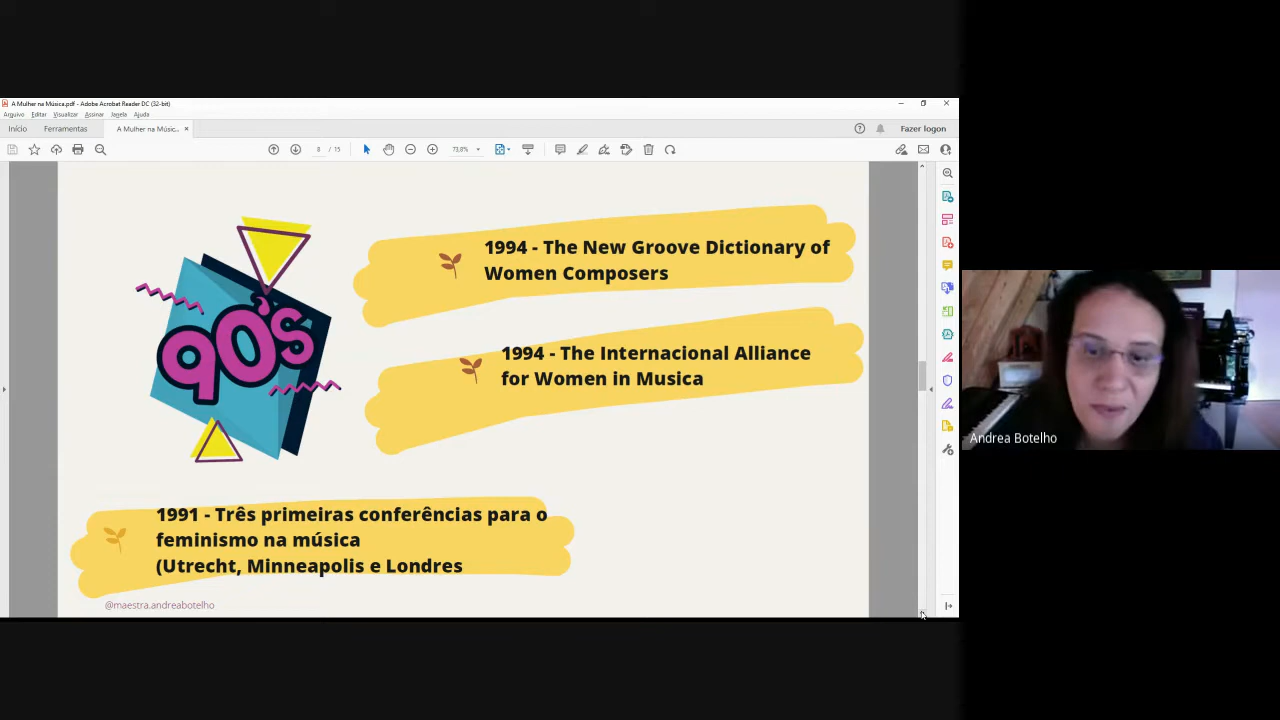 A Mulher na Música.pdf - Adobe Acrobat Reader DC (32-bit)
Arquivo Editar Visualizar Assinar Janela Ajuda
Início Ferramentas A Mulher na Músic... ×
Fazer logon
8 / 15 73,8%
90's
1994 - The New Groove Dictionary of
Women Composers
1994 - The Internacional Alliance
for Women in Musica
1991 - Três primeiras conferências para o
feminismo na música
(Utrecht, Minneapolis e Londres
@maestra.andreabotelho
Andrea Botelho